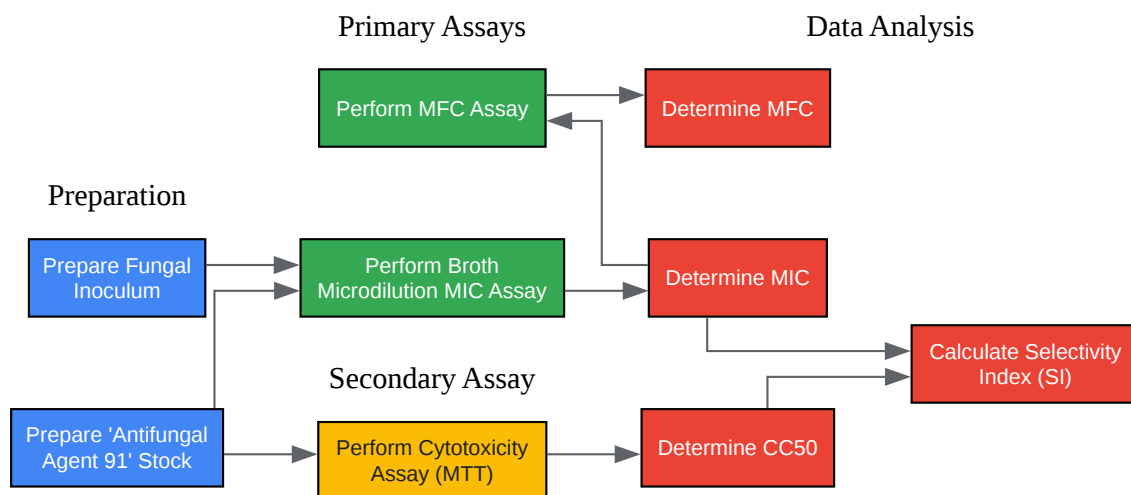 Primary Assays
Data Analysis
Perform MFC Assay
Determine MFC
Preparation
Prepare Fungal
Inoculum
Perform Broth
Microdilution MIC Assay
Determine MIC
Calculate Selectivity
Index (SI)
Secondary Assay
Prepare 'Antifungal
Agent 91' Stock
Perform Cytotoxicity
Assay (MTT)
Determine CC50